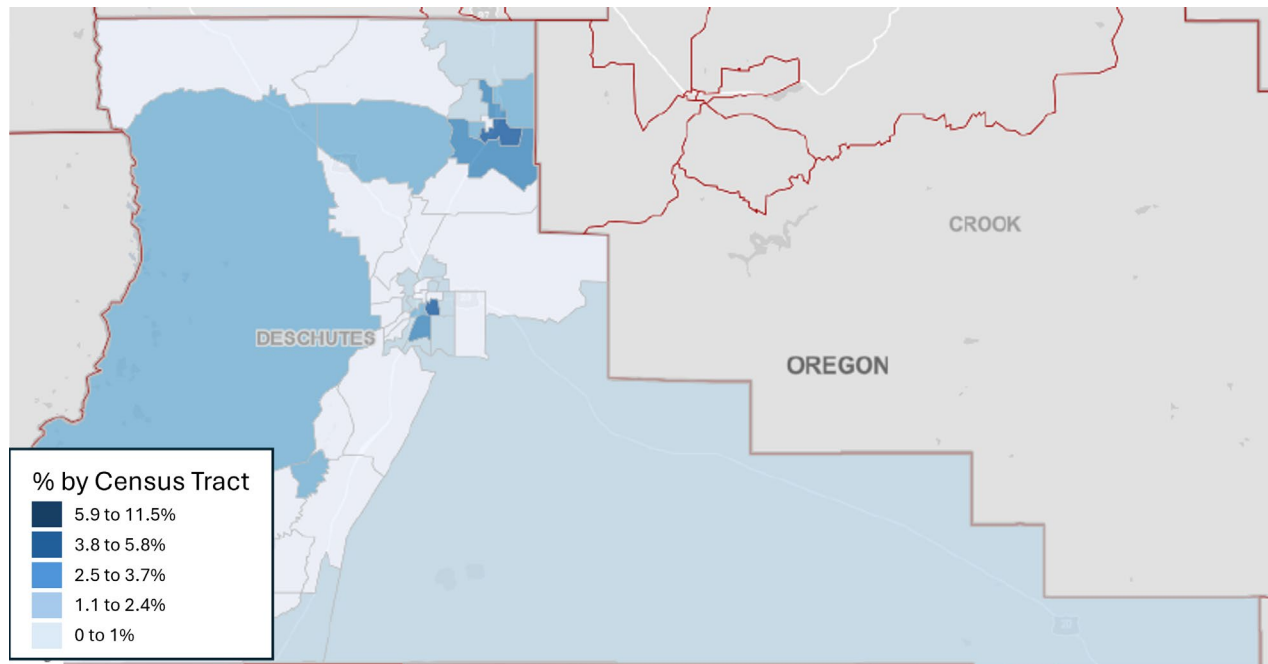 97
CROOK
DESCHUTES
OREGON
% by Census Tract
5.9 to 11.5%
3.8 to 5.8%
2.5 to 3.7%
1.1 to 2.4%
0 to 1%